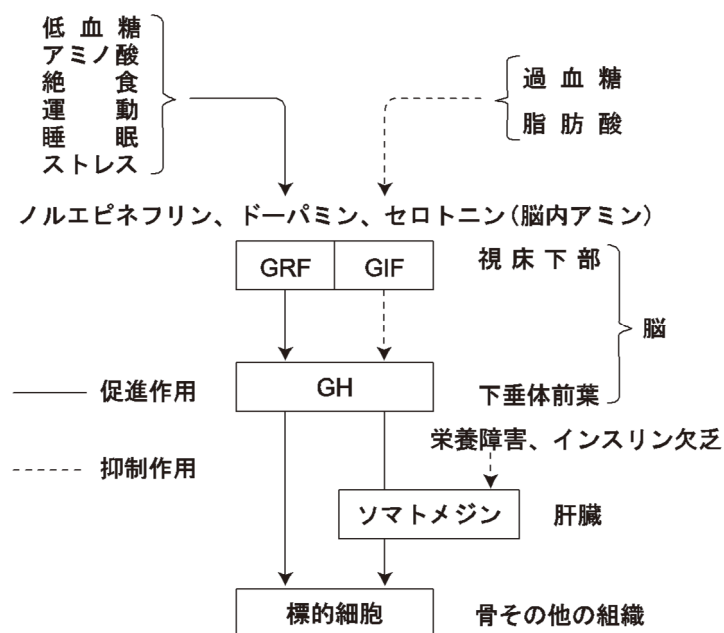 低血糖
アミノ酸
絶食
運動
睡眠
ストレス
過血糖
脂肪酸
ノルエピネフリン、ドーパミン、セロトニン(脳内アミン)
GRF GIF 視床下部
脳
GH 下垂体前葉
促進作用
栄養障害、インスリン欠乏
抑制作用
ソマトメジン 肝臓
標的細胞 骨その他の組織